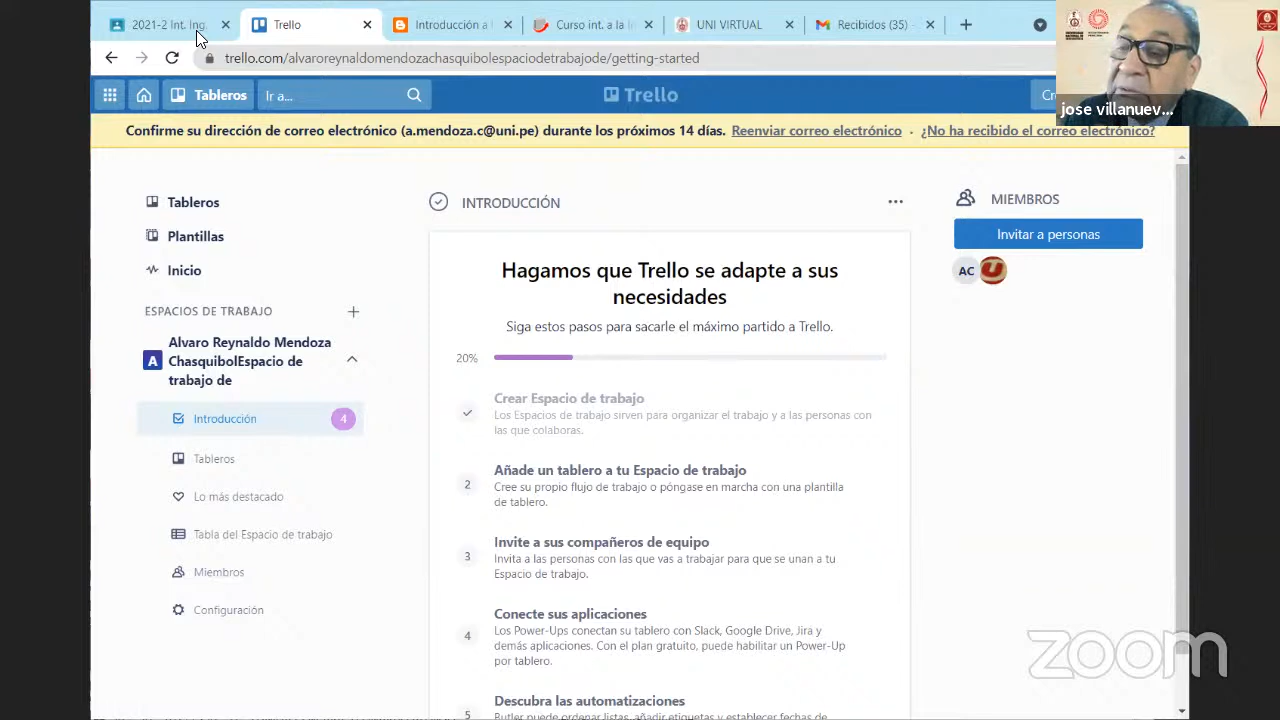 2021-2 Int. Ing.
Trello
Introducción a l
Curso int. a la I
UNI VIRTUAL
Recibidos (35) -
trello.com/alvaroreynaldomendozachasquibolespaciodetrabajode/getting-started
Tableros
Ir a...
Trello
jose villanuev...
Confirme su dirección de correo electrónico (a.mendoza.c@uni.pe) durante los próximos 14 días. Reenviar correo electrónico · ¿No ha recibido el correo electrónico?
Tableros
Plantillas
Inicio
ESPACIOS DE TRABAJO
Alvaro Reynaldo Mendoza
ChasquibolEspacio de
trabajo de
A
Introducción
4
Tableros
Lo más destacado
Tabla del Espacio de trabajo
Miembros
Configuración
INTRODUCCIÓN
Hagamos que Trello se adapte a sus
necesidades
Siga estos pasos para sacarle el máximo partido a Trello.
20%
Crear Espacio de trabajo
Los Espacios de trabajo sirven para organizar el trabajo y a las personas con
las que colaboras.
2
Añade un tablero a tu Espacio de trabajo
Cree su propio flujo de trabajo o póngase en marcha con una plantilla
de tablero.
3
Invite a sus compañeros de equipo
Invita a las personas con las que vas a trabajar para que se unan a tu
Espacio de trabajo.
4
Conecte sus aplicaciones
Los Power-Ups conectan su tablero con Slack, Google Drive, Jira y
demás aplicaciones. Con el plan gratuito, puede habilitar un Power-Up
por tablero.
5
Descubra las automatizaciones
Butler puede ordenar listas, añadir etiquetas y establecer fechas de
MIEMBROS
Invitar a personas
AC
zoom